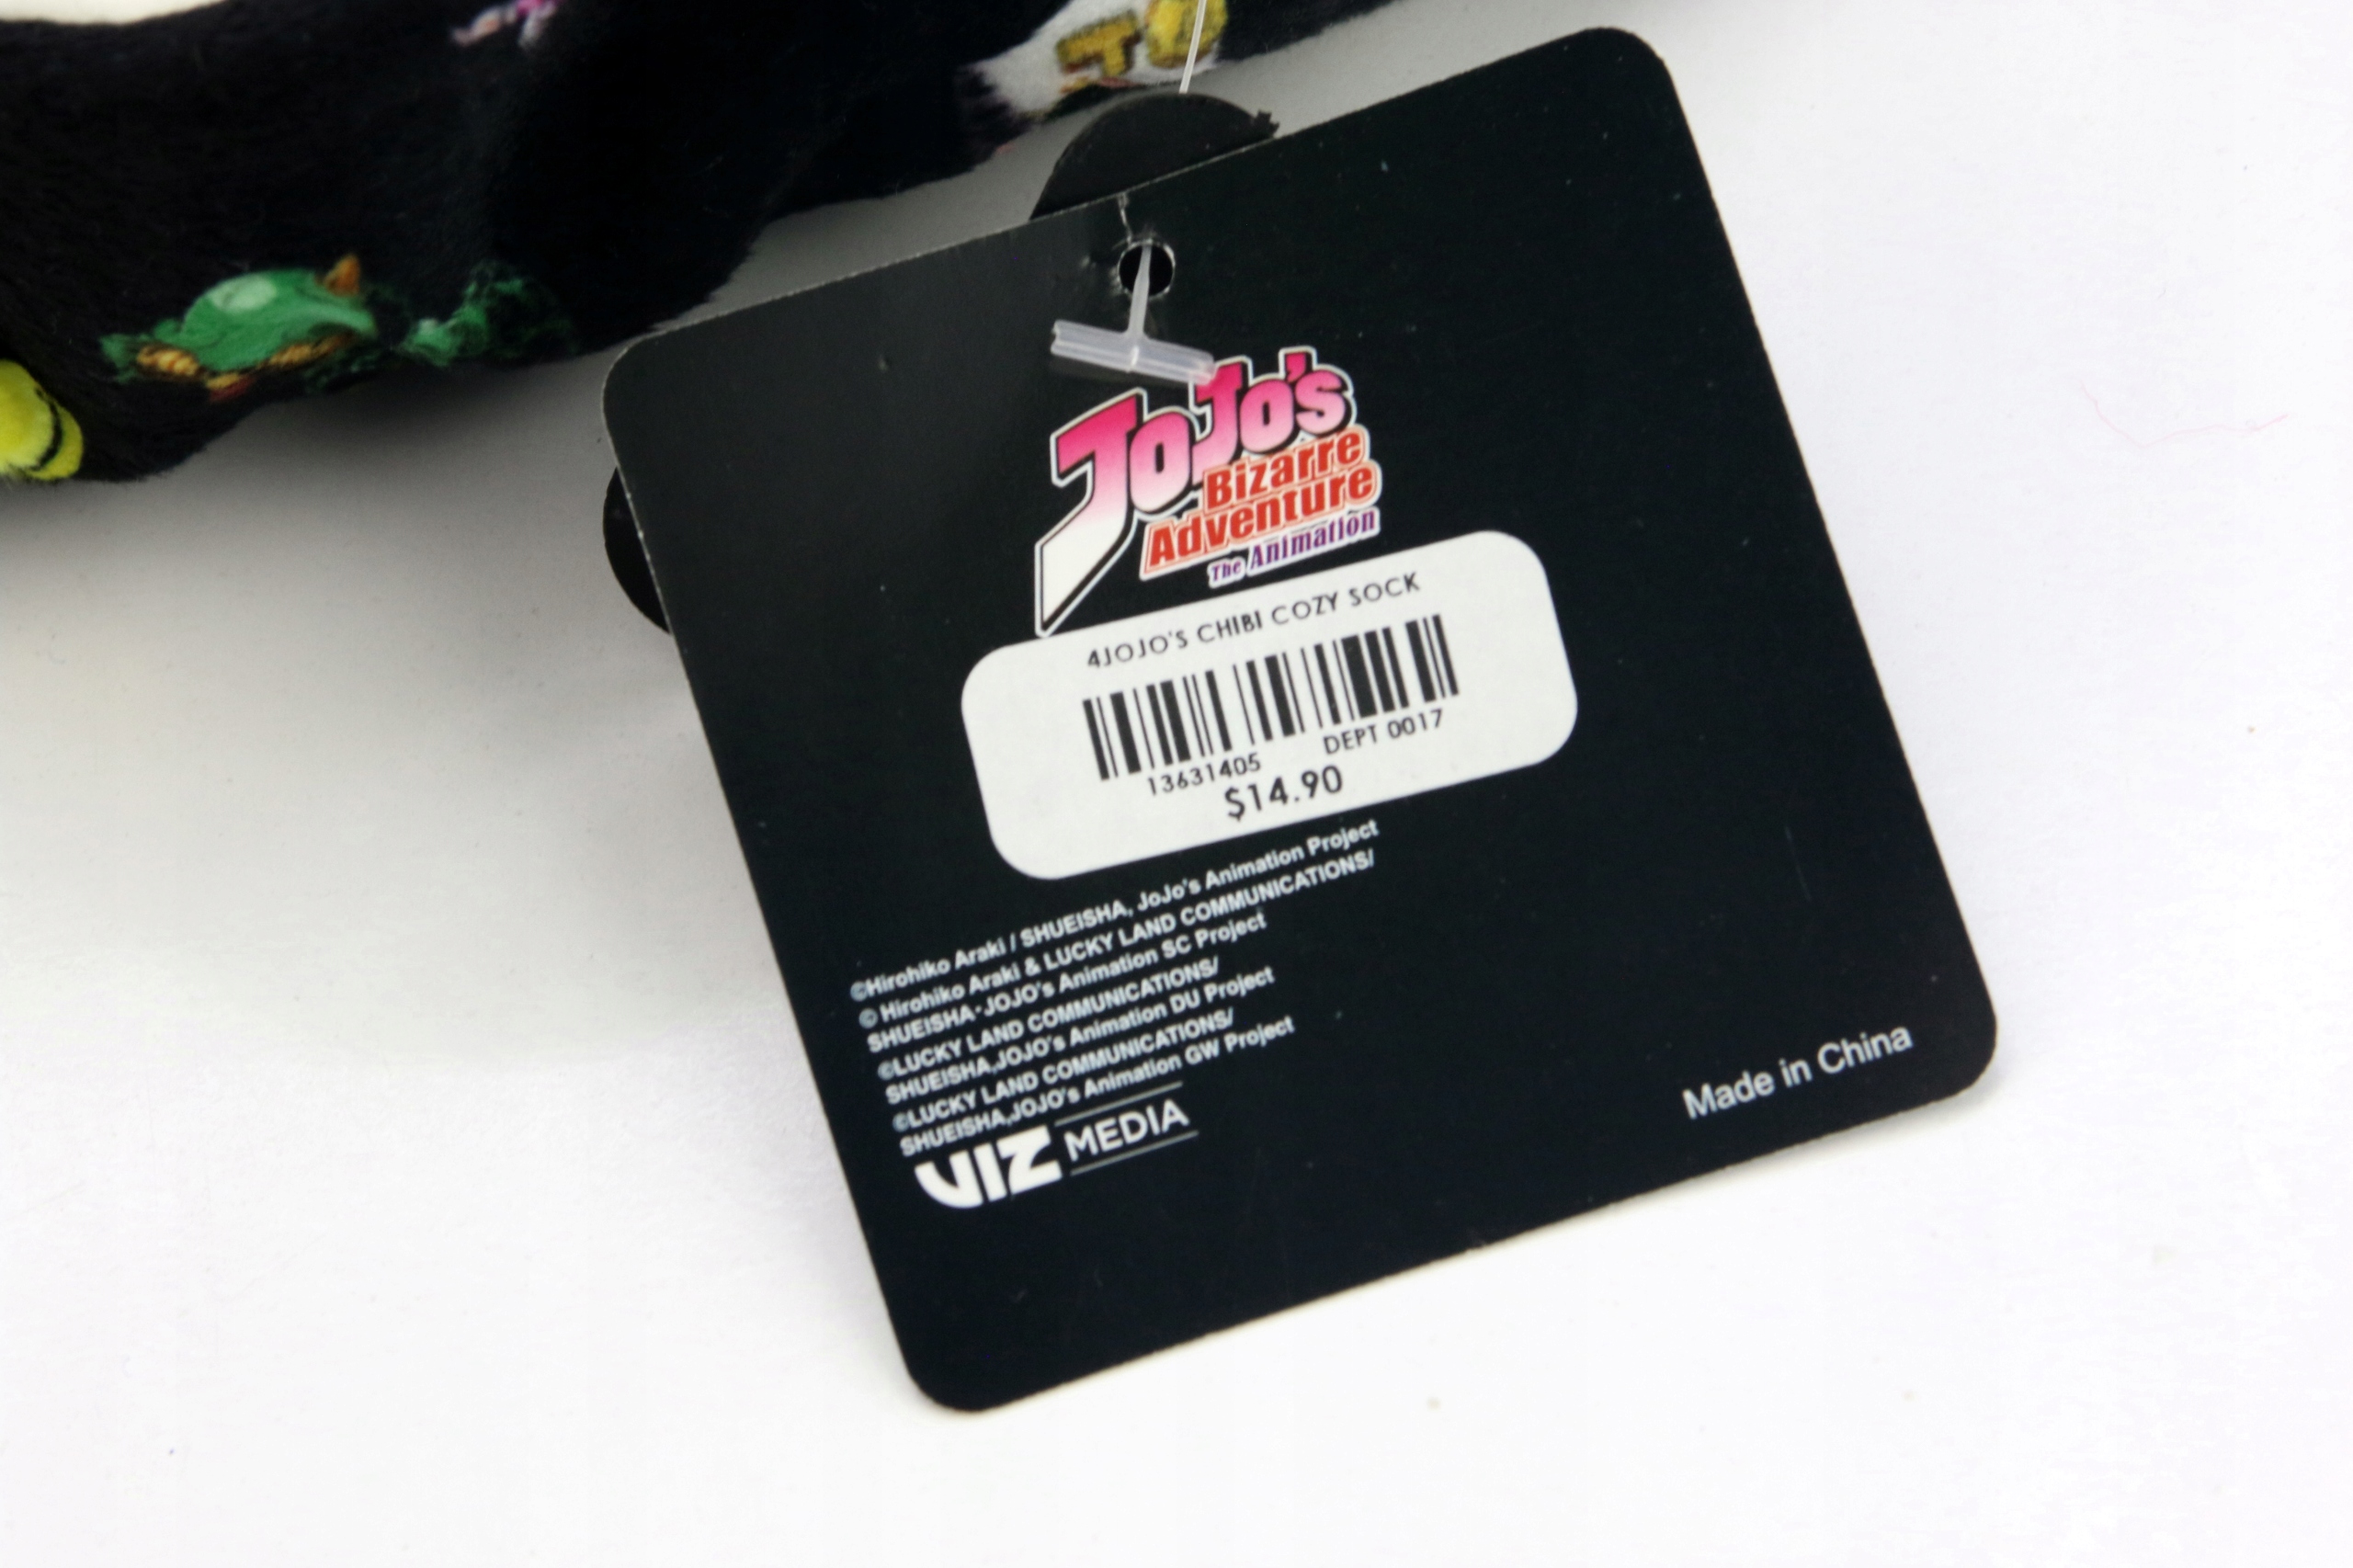 TO
JoJo's
Bizarre
Adventure
The Animation
4JOJO'S CHIBI COZY SOCK
13631405 DEPT 0017
$14.90
©Hirohiko Araki / SHUEISHA, JoJo's Animation Project
© Hirohiko Araki & LUCKY LAND COMMUNICATIONS/
SHUEISHA·JOJO's Animation SC Project
©LUCKY LAND COMMUNICATIONS/
SHUEISHA,JOJO's Animation DU Project
©LUCKY LAND COMMUNICATIONS/
SHUEISHA,JOJO's Animation GW Project
VIZ MEDIA
Made in China